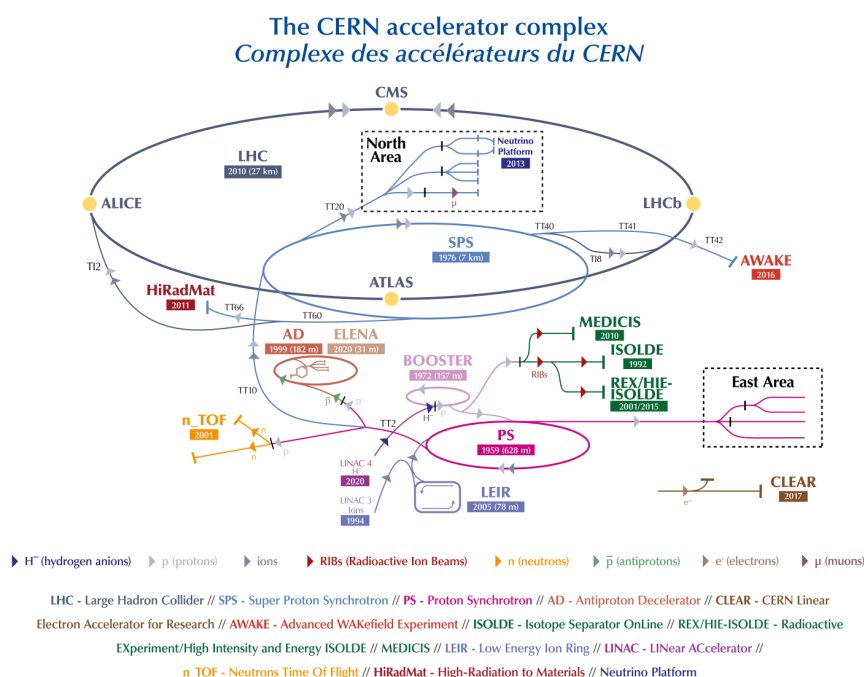 The CERN accelerator complex
Complexe des accélérateurs du CERN
CMS
North
Area
Neutrino
Platform
2013
LHC
2010 (27 km)
TT20
μ
ALICE
LHCb
TT40
TT41
SPS
1976 (7 km)
TI8
TT42
AWAKE
2016
TI2
HiRadMat
2011
ATLAS
TT66
TT60
AD
1999 (182 m)
ELENA
2020 (31 m)
MEDICIS
2010
BOOSTER
1972 (157 m)
ISOLDE
1992
RIBs
REX/HIE-
ISOLDE
2001/2015
East Area
TT10
p
p
n_TOF
2001
n
n
p
TT2
H⁻
p
PS
1959 (628 m)
LINAC 4
H⁻
2020
LINAC 3
Ions
1994
LEIR
2005 (78 m)
CLEAR
2017
e⁻
H⁻ (hydrogen anions) p (protons) ions RIBs (Radioactive Ion Beams) n (neutrons) p̅ (antiprotons) e⁻ (electrons) μ (muons)
LHC - Large Hadron Collider // SPS - Super Proton Synchrotron // PS - Proton Synchrotron // AD - Antiproton Decelerator // CLEAR - CERN Linear
Electron Accelerator for Research // AWAKE - Advanced WAKefield Experiment // ISOLDE - Isotope Separator OnLine // REX/HIE-ISOLDE - Radioactive
EXperiment/High Intensity and Energy ISOLDE // MEDICIS // LEIR - Low Energy Ion Ring // LINAC - LINear ACcelerator //
n_TOF - Neutrons Time Of Flight // HiRadMat - High-Radiation to Materials // Neutrino Platform